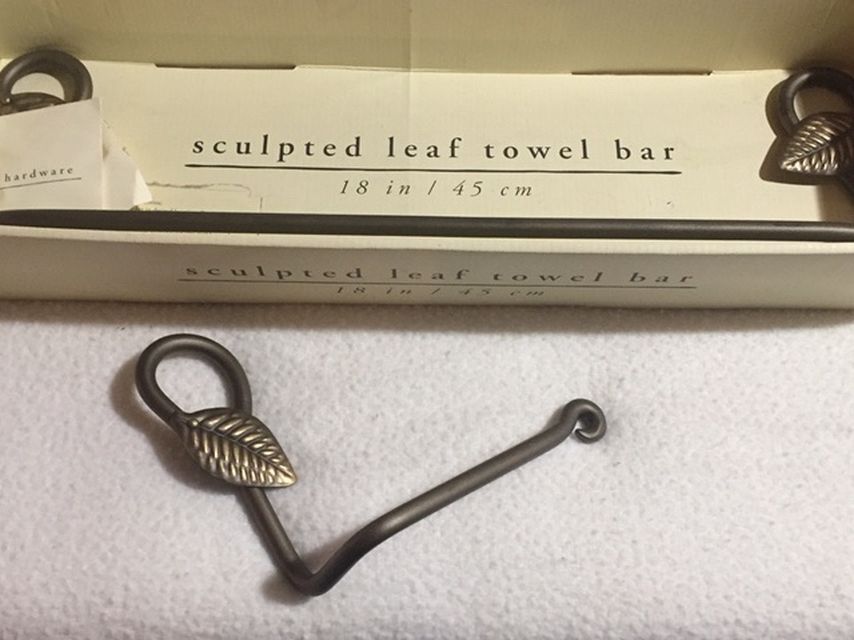 sculpted leaf towel bar
18 in / 45 cm
hardware
sculpted leaf towel bar
18 in / 45 cm